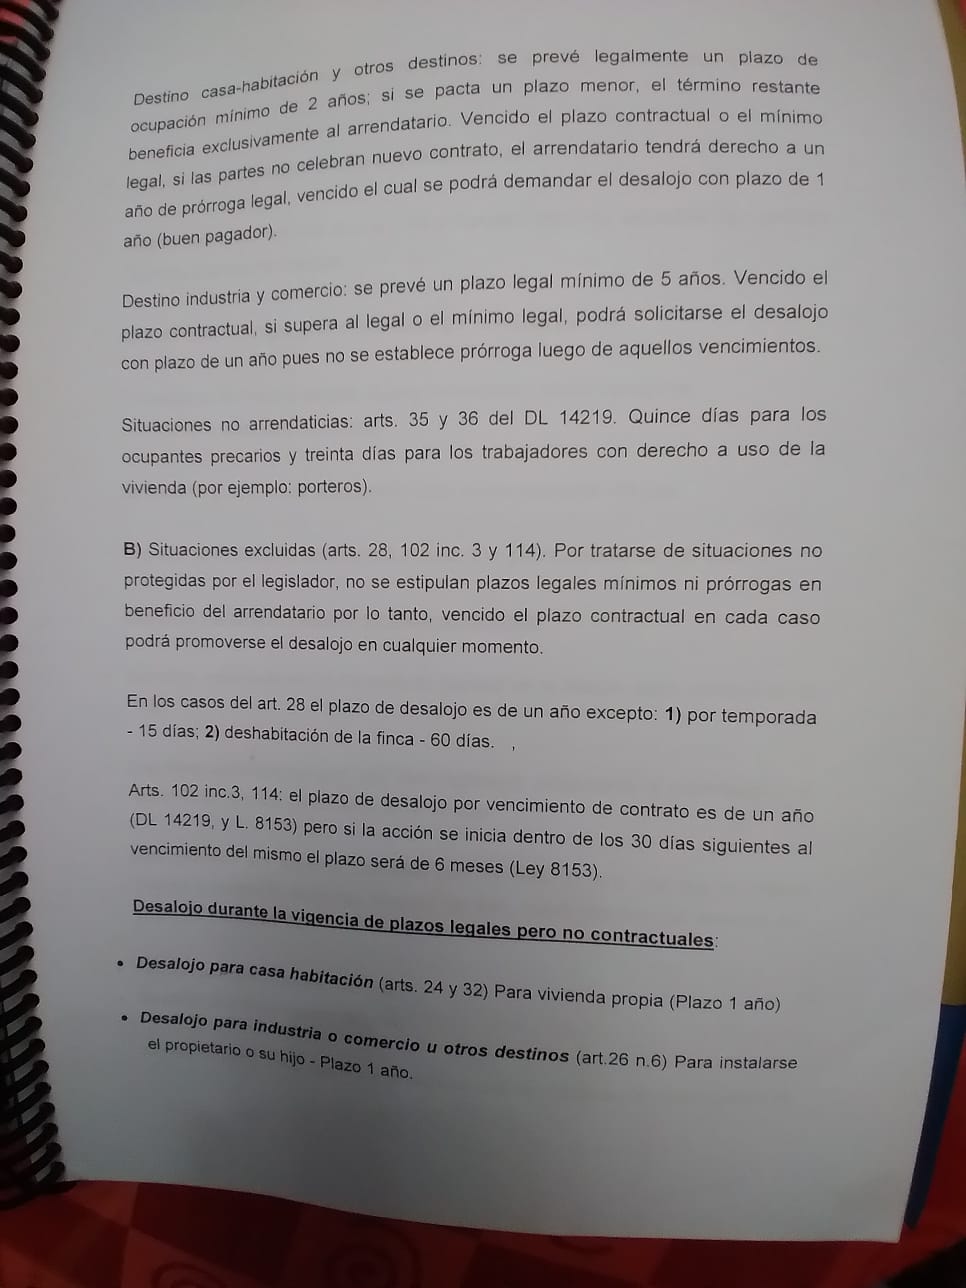 Destino casa-habitación y otros destinos: se prevé legalmente un plazo de
ocupación mínimo de 2 años; si se pacta un plazo menor, el término restante
beneficia exclusivamente al arrendatario. Vencido el plazo contractual o el mínimo
legal, si las partes no celebran nuevo contrato, el arrendatario tendrá derecho a un
año de prórroga legal, vencido el cual se podrá demandar el desalojo con plazo de 1
año (buen pagador).
Destino industria y comercio: se prevé un plazo legal mínimo de 5 años. Vencido el
plazo contractual, si supera al legal o el mínimo legal, podrá solicitarse el desalojo
con plazo de un año pues no se establece prórroga luego de aquellos vencimientos.
Situaciones no arrendaticias: arts. 35 y 36 del DL 14219. Quince días para los
ocupantes precarios y treinta días para los trabajadores con derecho a uso de la
vivienda (por ejemplo: porteros).
B) Situaciones excluidas (arts. 28, 102 inc. 3 y 114). Por tratarse de situaciones no
protegidas por el legislador, no se estipulan plazos legales mínimos ni prórrogas en
beneficio del arrendatario por lo tanto, vencido el plazo contractual en cada caso
podrá promoverse el desalojo en cualquier momento.
En los casos del art. 28 el plazo de desalojo es de un año excepto: 1) por temporada
- 15 días; 2) deshabitación de la finca - 60 días. ,
Arts. 102 inc.3, 114: el plazo de desalojo por vencimiento de contrato es de un año
(DL 14219, y L. 8153) pero si la acción se inicia dentro de los 30 días siguientes al
vencimiento del mismo el plazo será de 6 meses (Ley 8153).
Desalojo durante la vigencia de plazos legales pero no contractuales:
• Desalojo para casa habitación (arts. 24 y 32) Para vivienda propia (Plazo 1 año)
• Desalojo para industria o comercio u otros destinos (art.26 n.6) Para instalarse
el propietario o su hijo - Plazo 1 año.